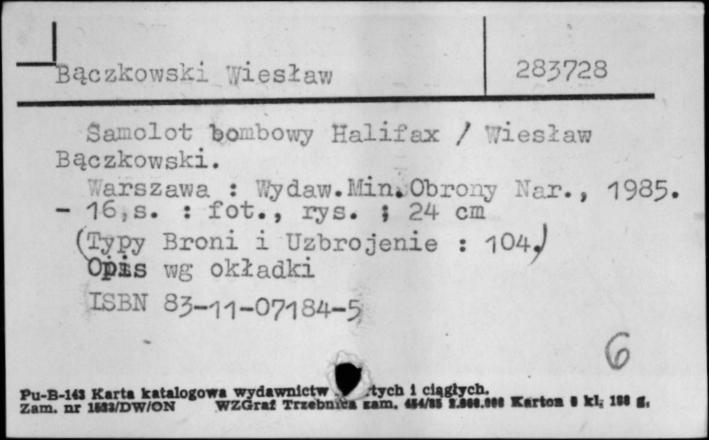 Bączkowski Wiesław 283728
Samolot bombowy Halifax / Wiesław
Bączkowski.
Warszawa : Wydaw.Min.Obrony Nar., 1985.
- 16,s. : fot., rys. ; 24 cm
(Typy Broni i Uzbrojenie : 104.)
Opis wg okładki
ISBN 83-11-07184-5
6
Pu-B-143 Karta katalogowa wydawnictw i ciągłych.
Zam. nr /DW/ON WZGraf Trzebnica zam. Karton kl. g.